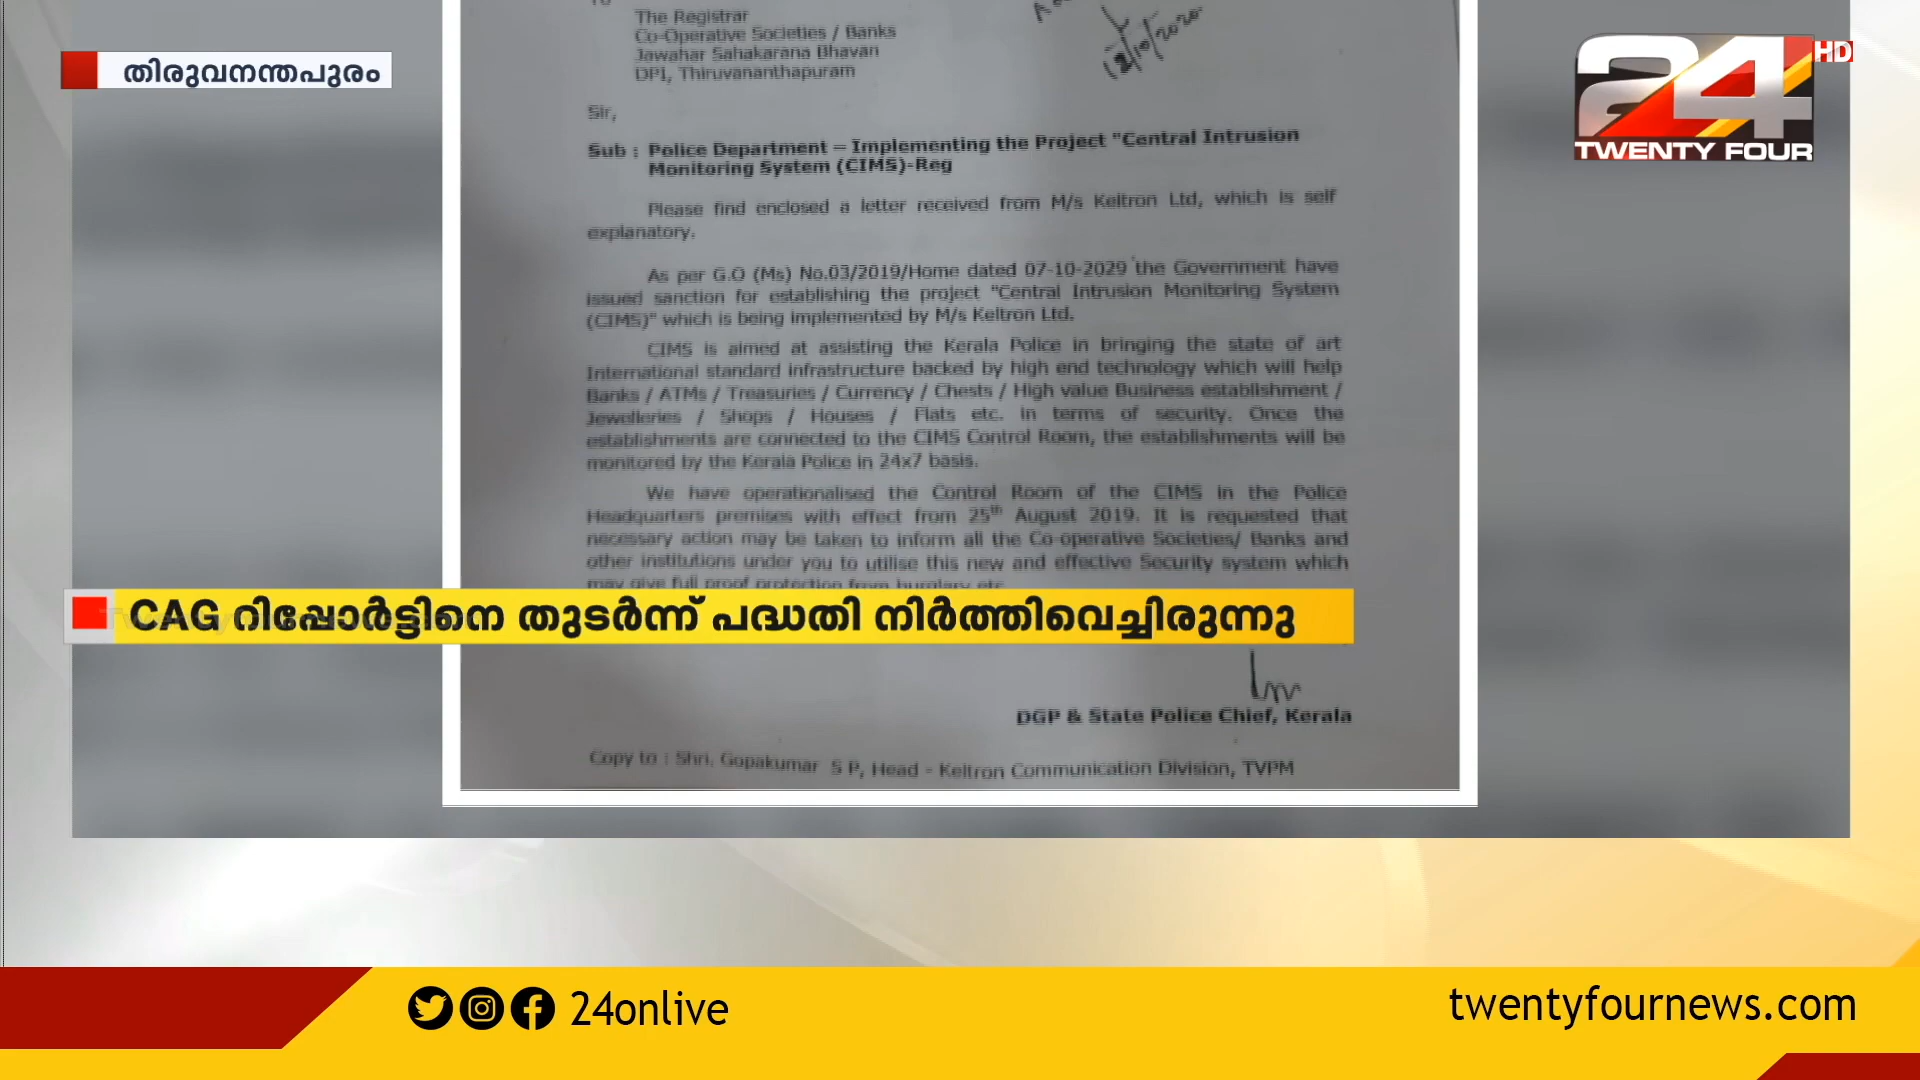 The Registrar
Co-Operative Societies / Banks
Jawahar Sahakarana Bhavan
DPI, Thiruvananthapuram
12/10/2020
തിരുവനന്തപുരം
24
HD
TWENTY FOUR
Sir,
Sub : Police Department – Implementing the Project "Central Intrusion
Monitoring System (CIMS)-Reg
Please find enclosed a letter received from M/s Keltron Ltd, which is self
explanatory.
As per G.O (Ms) No.03/2019/Home dated 07-10-2029 the Government have
issued sanction for establishing the project "Central Intrusion Monitoring System
(CIMS)" which is being implemented by M/s Keltron Ltd.
CIMS is aimed at assisting the Kerala Police in bringing the state of art
International standard infrastructure backed by high end technology which will help
Banks / ATMs / Treasuries / Currency / Chests / High value Business establishment /
Jewelleries / Shops / Houses / Flats etc. in terms of security. Once the
establishments are connected to the CIMS Control Room, the establishments will be
monitored by the Kerala Police in 24x7 basis.
We have operationalised the Control Room of the CIMS in the Police
Headquarters premises with effect from 25th August 2019. It is requested that
necessary action may be taken to inform all the Co-operative Societies/ Banks and
other institutions under you to utilise this new and effective Security system which
may give full proof protection from burglary etc
CAG റിപ്പോർട്ടിനെ തുടർന്ന് പദ്ധതി നിർത്തിവെച്ചിരുന്നു
DGP & State Police Chief, Kerala
Copy to : Shri. Gopakumar S P, Head - Keltron Communication Division, TVPM
24onlive
twentyfournews.com